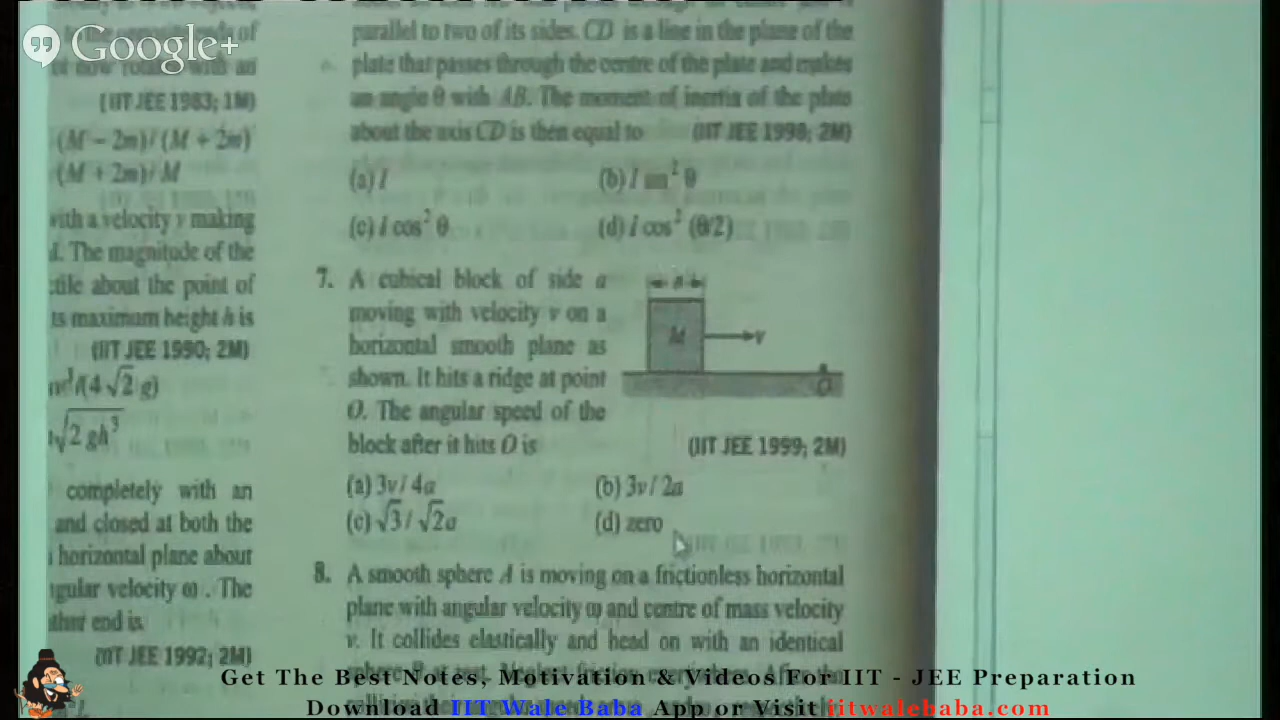 Google+
(IIT JEE 1983; 1M)
(M − 2m)/(M + 2m)
(M + 2m)/M
with a velocity v making
The magnitude of the
about the point of
maximum height h is
(IIT JEE 1990; 2M)
/(4√2 g)
√2 gh³
completely with an
and closed at both the
horizontal plane about
velocity ω . The
end is
(IIT JEE 1992; 2M)
parallel to two of its sides. CD is a line in the plane of the
plate that passes through the centre of the plate and makes
an angle θ with AB. The moment of inertia of the plate
about the axis CD is then equal to (IIT JEE 1998; 2M)
(a) I (b) I sin² θ
(c) I cos² θ (d) I cos² (θ/2)
7. A cubical block of side a
moving with velocity v on a
horizontal smooth plane as
shown. It hits a ridge at point
O. The angular speed of the
block after it hits O is (IIT JEE 1999; 2M)
a
M
v
O
(a) 3v / 4a (b) 3v / 2a
(c) √3 / √2a (d) zero
8. A smooth sphere A is moving on a frictionless horizontal
plane with angular velocity ω and centre of mass velocity
v. It collides elastically and head on with an identical
Get The Best Notes, Motivation & Videos For IIT - JEE Preparation
Download IIT Wale Baba App or Visit iitwalebaba.com